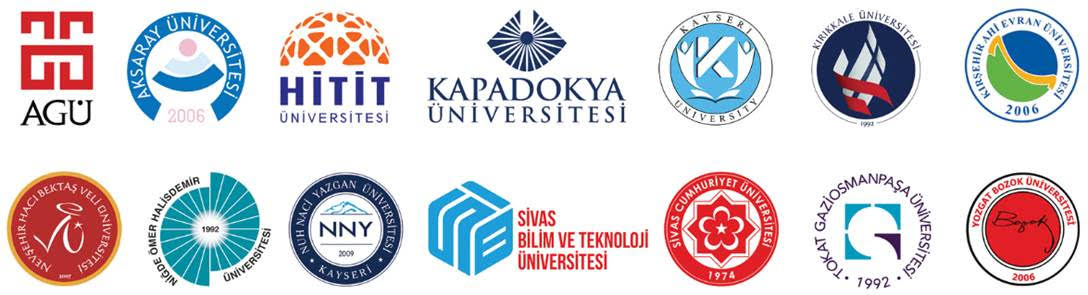 AGÜ
AKSARAY ÜNİVERSİTESİ
2006
HİTİT
ÜNİVERSİTESİ
KAPADOKYA
ÜNİVERSİTESİ
KAYSERİ
UNIVERSITY
KIRIKKALE ÜNİVERSİTESİ
1992
KIRŞEHİR AHİ EVRAN ÜNİVERSİTESİ
2006
NEVŞEHİR HACI BEKTAŞ VELİ ÜNİVERSİTESİ
2007
NİĞDE ÖMER HALİSDEMİR
ÜNİVERSİTESİ
1992
NUH NACİ YAZGAN ÜNİVERSİTESİ
NNY
2009
• KAYSERİ •
SİVAS
BİLİM VE TEKNOLOJİ
ÜNİVERSİTESİ
SİVAS CUMHURİYET ÜNİVERSİTESİ
1974
TOKAT GAZİOSMANPAŞA ÜNİVERSİTESİ
• 1992 •
YOZGAT BOZOK ÜNİVERSİTESİ
Bozok
2006